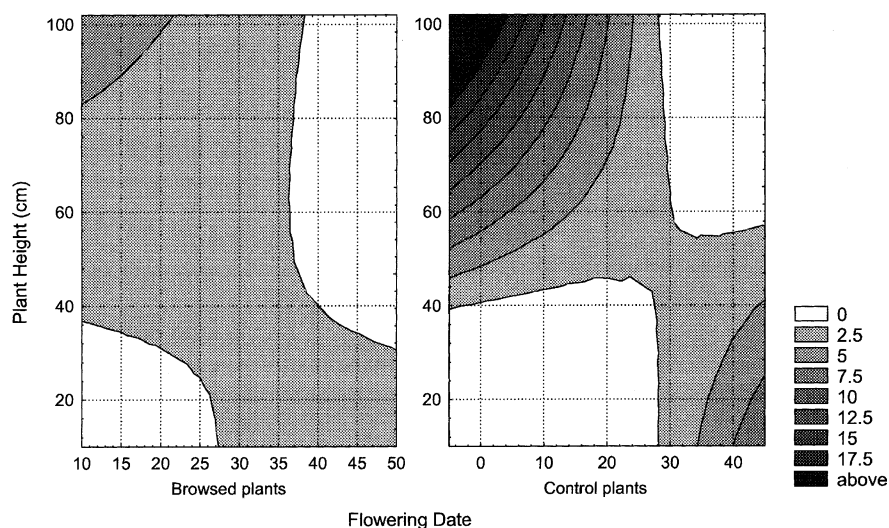 100
80
60
40
20
Plant Height (cm)
10 15 20 25 30 35 40 45 50
Browsed plants
100
80
60
40
20
0 10 20 30 40
Control plants
Flowering Date
0
2.5
5
7.5
10
12.5
15
17.5
above